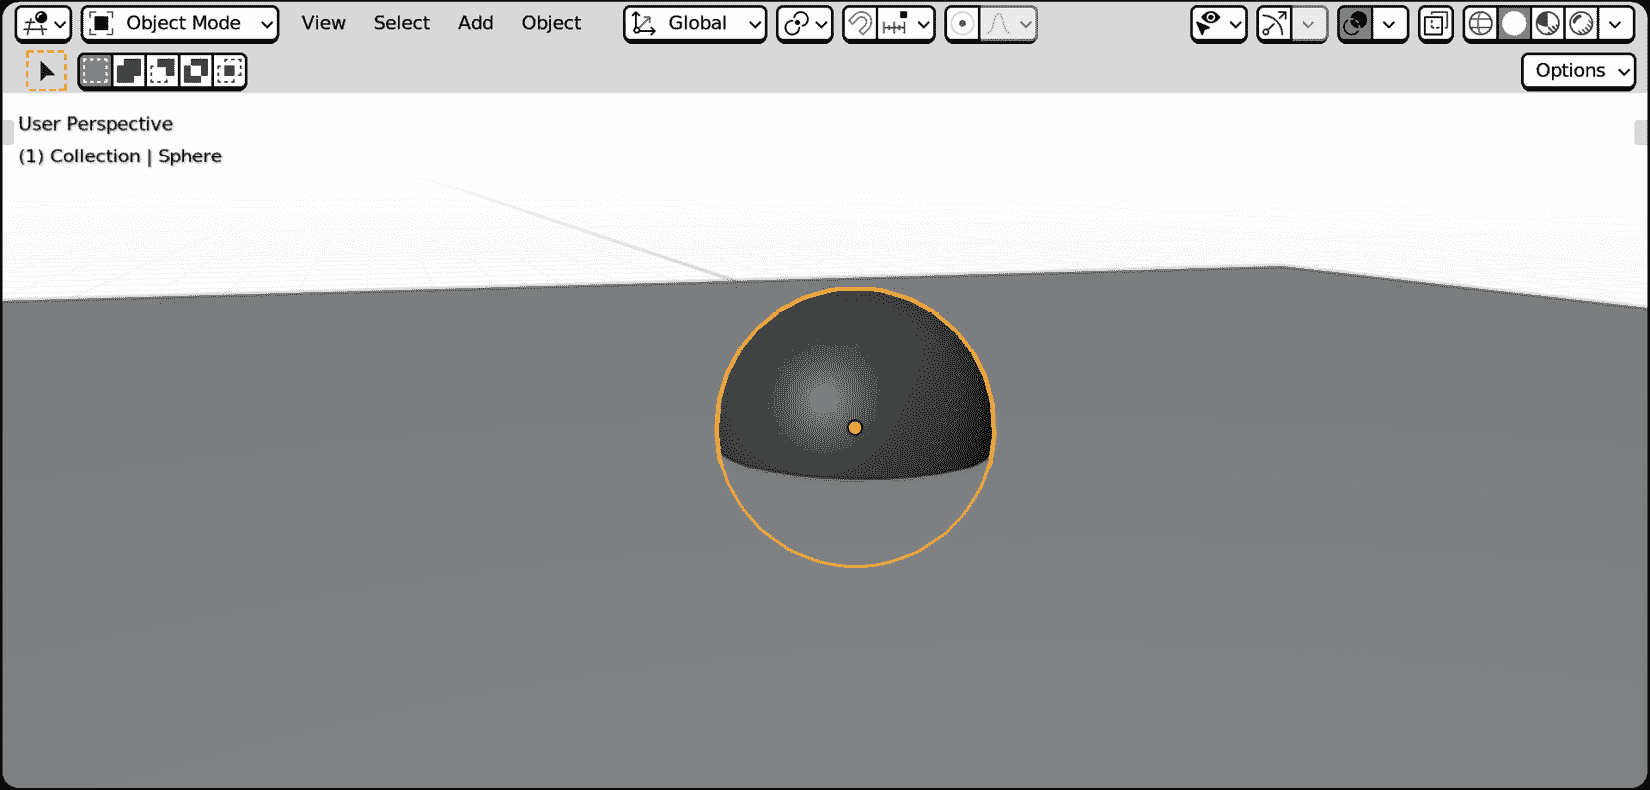 Object Mode View Select Add Object Global
Options
User Perspective
(1) Collection | Sphere